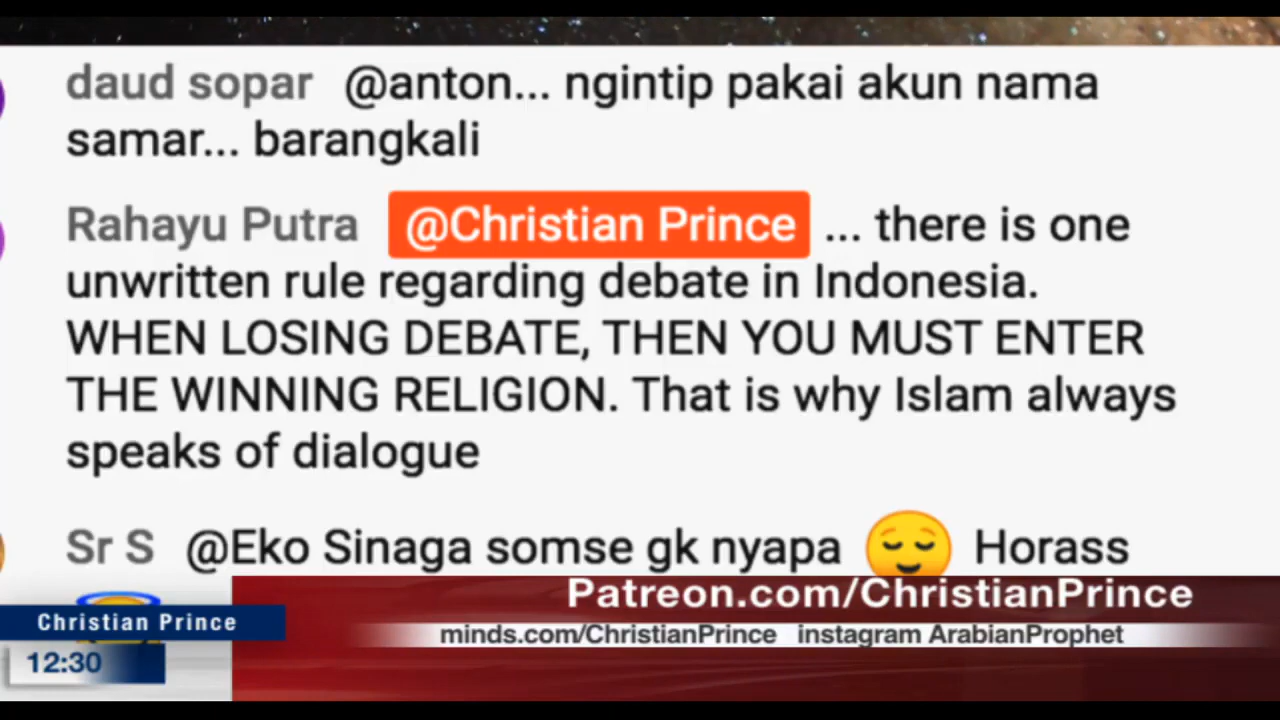 daud sopar @anton... ngintip pakai akun nama
samar... barangkali
Rahayu Putra @Christian Prince ... there is one
unwritten rule regarding debate in Indonesia.
WHEN LOSING DEBATE, THEN YOU MUST ENTER
THE WINNING RELIGION. That is why Islam always
speaks of dialogue
Sr S @Eko Sinaga somse gk nyapa 😌 Horass
Patreon.com/ChristianPrince
Christian Prince
minds.com/ChristianPrince instagram ArabianProphet
12:30